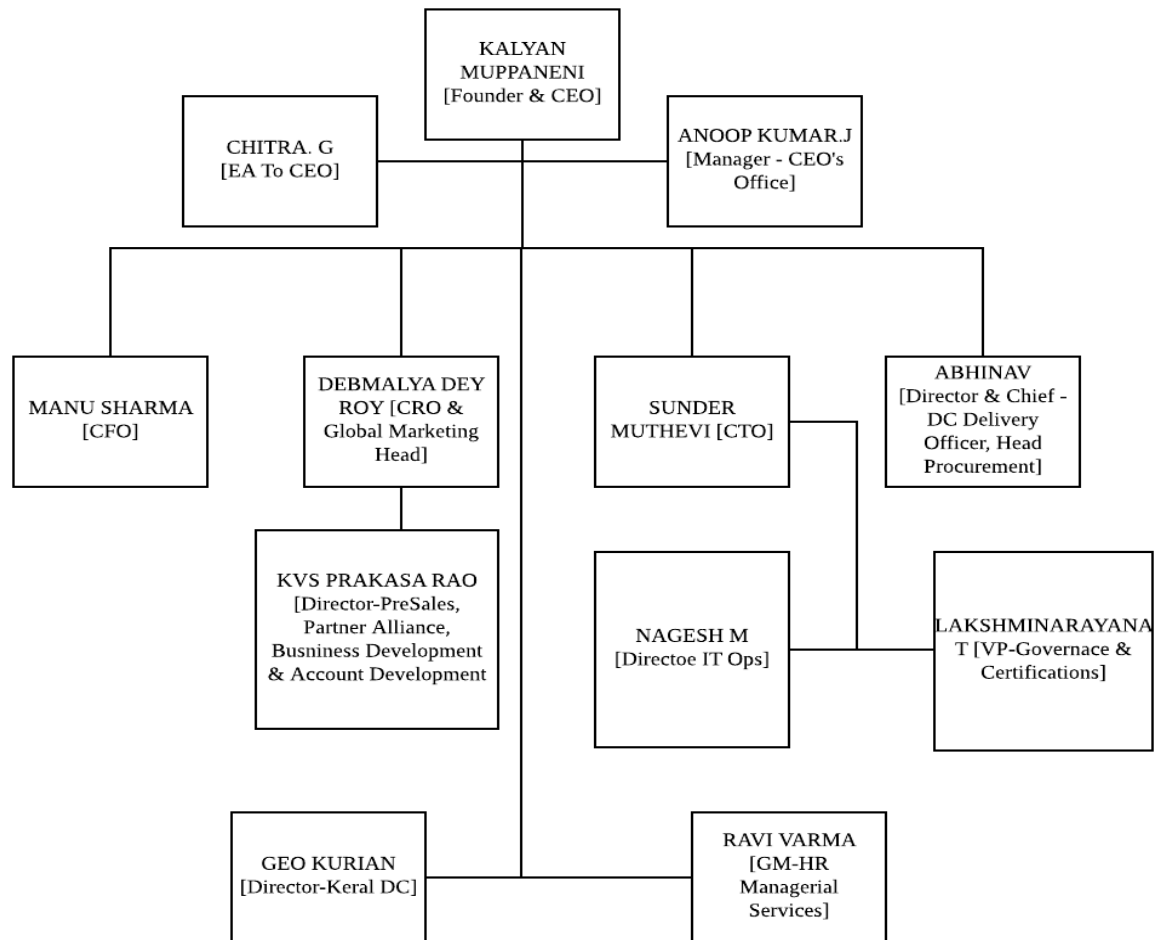 KALYAN
MUPPANENI
[Founder & CEO]
CHITRA. G
[EA To CEO]
ANOOP KUMAR.J
[Manager - CEO's
Office]
MANU SHARMA
[CFO]
DEBMALYA DEY
ROY [CRO &
Global Marketing
Head]
SUNDER
MUTHEVI [CTO]
ABHINAV
[Director & Chief -
DC Delivery
Officer, Head
Procurement]
KVS PRAKASA RAO
[Director-PreSales,
Partner Alliance,
Busniness Development
& Account Development
NAGESH M
[Directoe IT Ops]
LAKSHMINARAYANA
T [VP-Governace &
Certifications]
GEO KURIAN
[Director-Keral DC]
RAVI VARMA
[GM-HR
Managerial
Services]